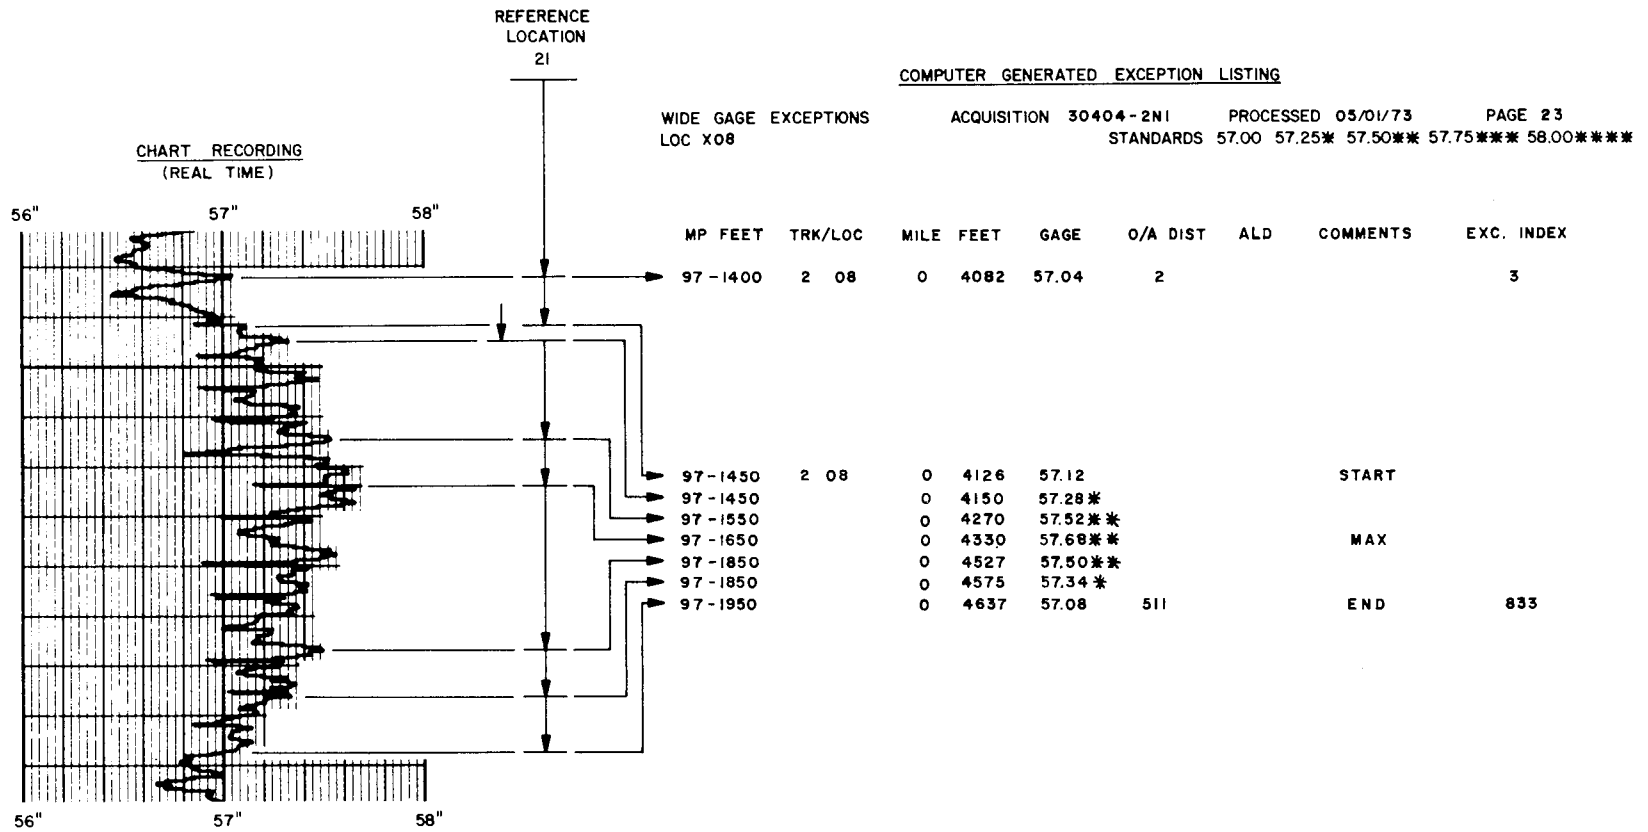 REFERENCE
LOCATION
21
COMPUTER GENERATED EXCEPTION LISTING
WIDE GAGE EXCEPTIONS ACQUISITION 30404-2N1 PROCESSED 05/01/73 PAGE 23
LOC X08 STANDARDS 57.00 57.25* 57.50** 57.75*** 58.00****
CHART RECORDING
(REAL TIME)
56" 57" 58"
MP FEET TRK/LOC MILE FEET GAGE O/A DIST ALD COMMENTS EXC. INDEX
97-1400 2 08 0 4082 57.04 2 3
97-1450 2 08 0 4126 57.12 START
97-1450 0 4150 57.28*
97-1550 0 4270 57.52**
97-1650 0 4330 57.68** MAX
97-1850 0 4527 57.50**
97-1850 0 4575 57.34*
97-1950 0 4637 57.08 511 END 833
56" 57" 58"